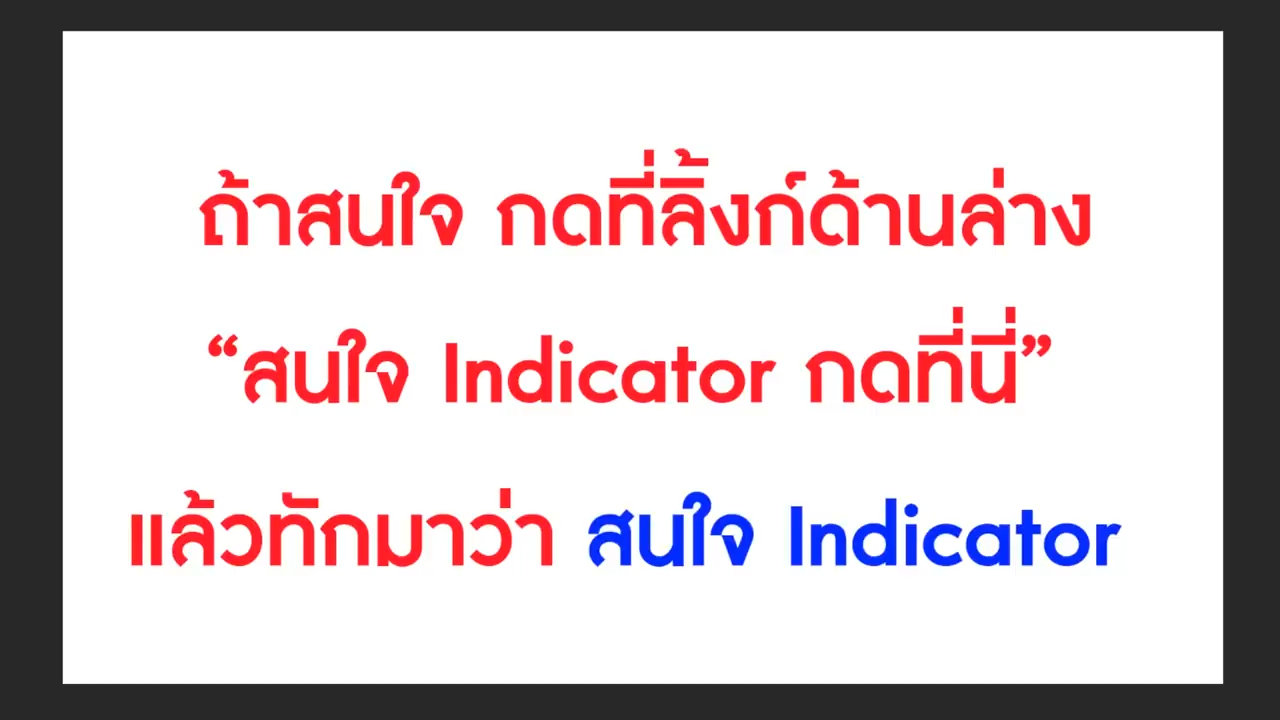 ถ้าสนใจ กดที่ลิ้งก์ด้านล่าง
“สนใจ Indicator กดที่นี่”
แล้วทักมาว่า สนใจ Indicator